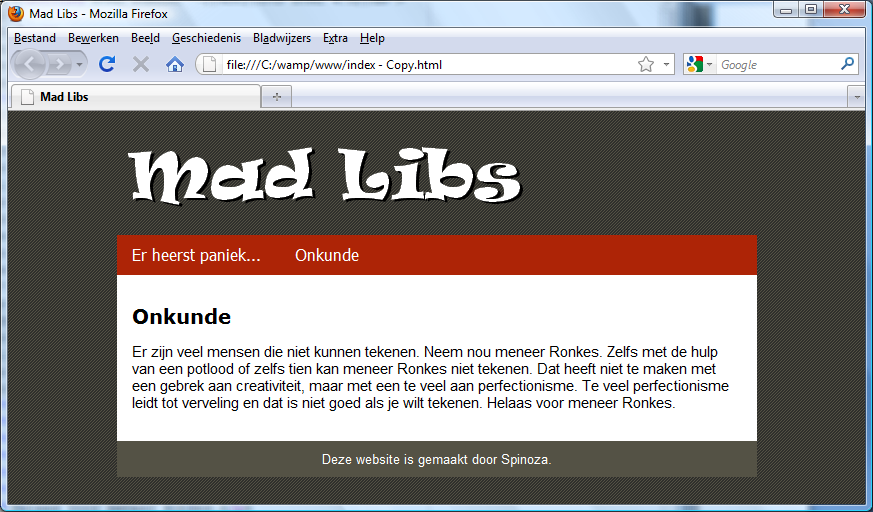 Mad Libs - Mozilla Firefox
Bestand Bewerken Beeld Geschiedenis Bladwijzers Extra Help
file:///C:/wamp/www/index - Copy.html
Google
Mad Libs
Mad Libs
Er heerst paniek... Onkunde
Onkunde
Er zijn veel mensen die niet kunnen tekenen. Neem nou meneer Ronkes. Zelfs met de hulp
van een potlood of zelfs tien kan meneer Ronkes niet tekenen. Dat heeft niet te maken met
een gebrek aan creativiteit, maar met een te veel aan perfectionisme. Te veel perfectionisme
leidt tot verveling en dat is niet goed als je wilt tekenen. Helaas voor meneer Ronkes.
Deze website is gemaakt door Spinoza.